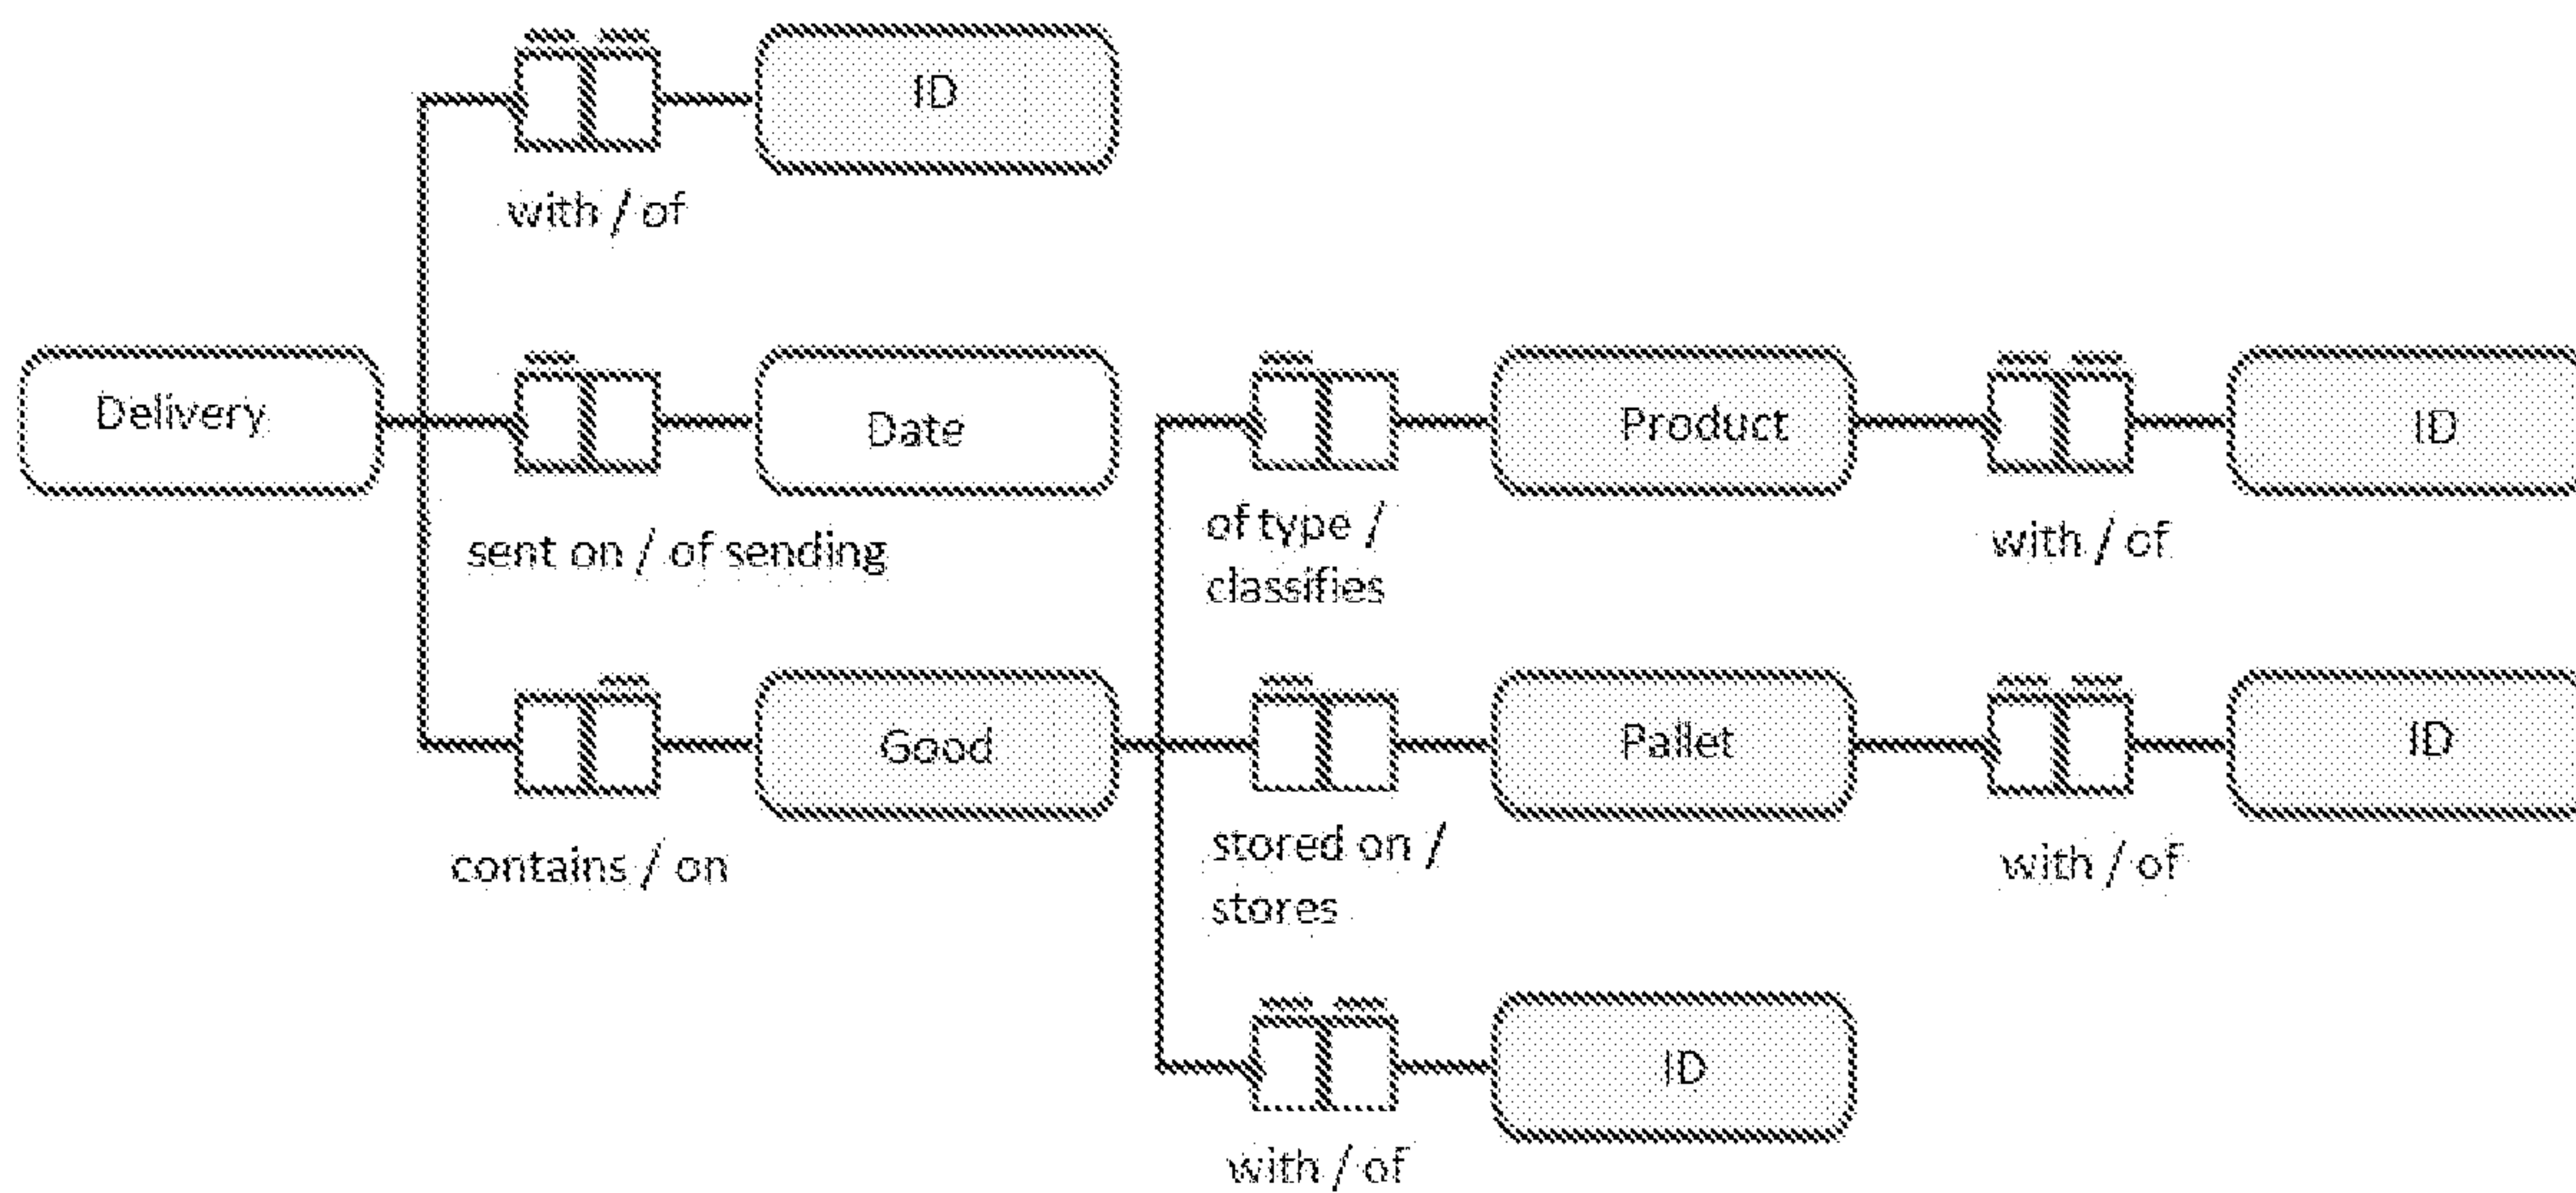 ID
with / of
Delivery
Date
Product
ID
sent on / of sending
of type /
classifies
with / of
Good
Pallet
ID
contains / on
stored on /
stores
with / of
ID
with / of